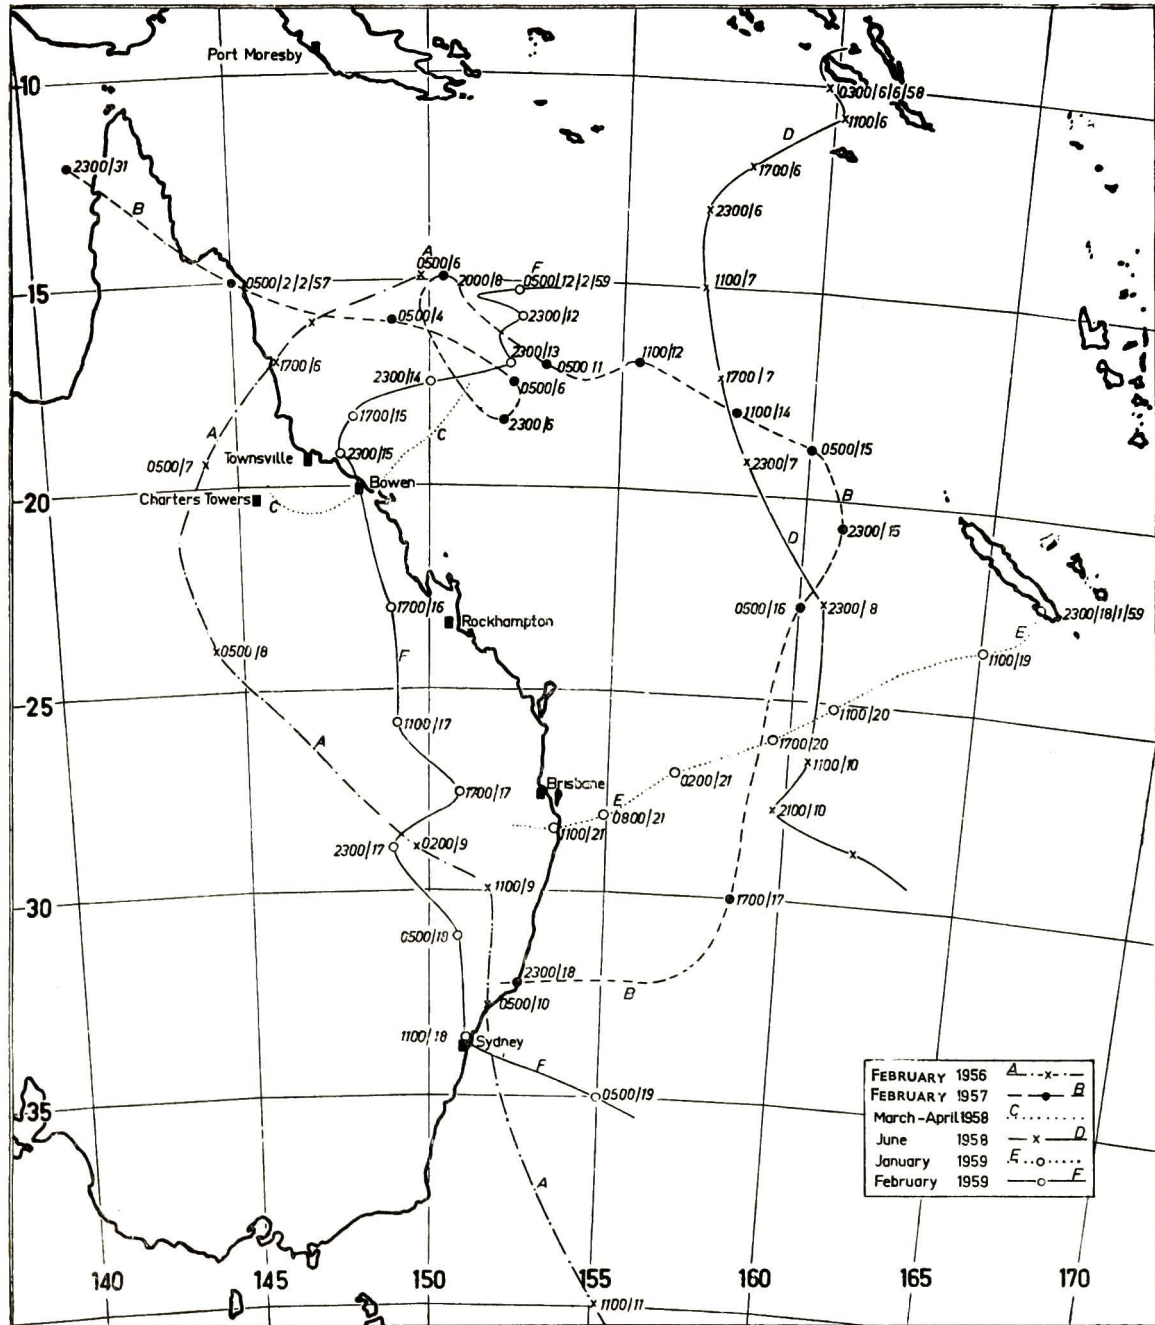 Port Moresby
10
0300/6/6/58
1100/6
D
1700/6
2300/31
B
2300/6
A
0500/6
2000/8
F
0500/12/2/59
0500/2/2/57
1100/7
15
0500/4
2300/12
2300/13
0500 11
1100/12
1700/6
2300/14
0500/6
1700/7
1700/15
2300/6
1100/14
A
C
0500/7
Townsville
2300/15
2300/7
0500/15
Bowen
20
Charters Towers
C
B
2300/15
D
1700/16
0500/16
2300/8
2300/18/1/59
Rockhampton
E
0500/8
F
1100/19
25
1100/17
1100/20
A
1700/20
1100/10
0200/21
1700/17
Brisbane
E
0800/21
2100/10
1100/21
2300/17
0200/9
1100/9
1700/17
30
0500/18
2300/18
B
0500/10
1100/18
Sydney
F
0500/19
35
FEBRUARY 1956 A
FEBRUARY 1957 B
March-April 1958 C
June 1958 D
January 1959 E
February 1959 F
A
140 145 150 155 160 165 170
1100/11